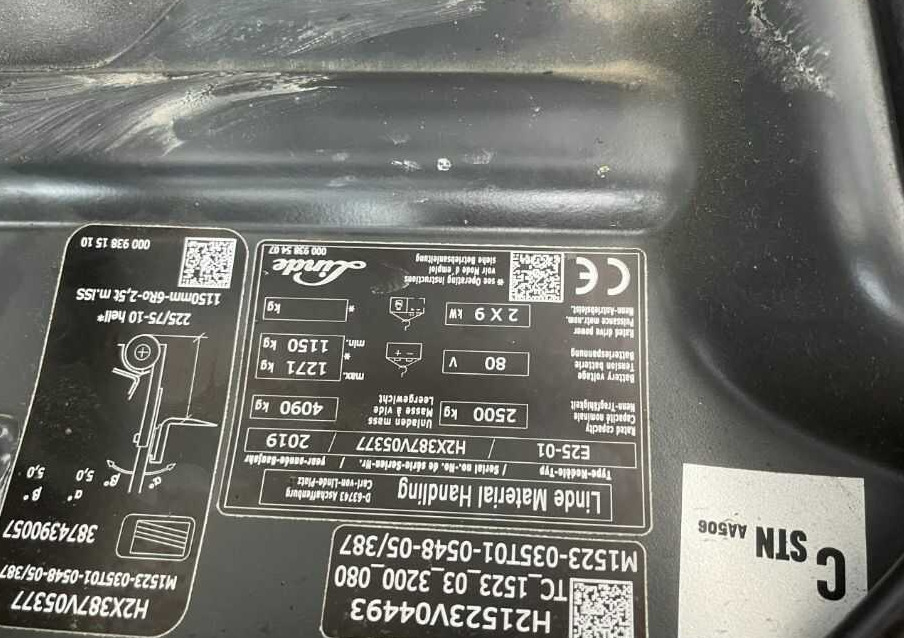 C STN AA506
H21523V04493
TC_1523_03_3200_080
M1523-035T01-0548-05/387
Linde Material Handling
D-63743 Aschaffenburg
Carl-von-Linde-Platz
Type-Modèle-Typ / Serial no.-No. de série-Serien-Nr. / year-année-Baujahr
E25-01 / H2X387V05377 / 2019
Rated capacity
Capacité nominale
Nenn-Tragfähigkeit
2500 kg
Unladen mass
Masse à vide
Leergewicht
4090 kg
Battery voltage
Tension batterie
Batteriespannung
80 V
max. 1271 kg
*
min. 1150 kg
Rated drive power
Puissance motr.nom.
Nenn-Antriebsleist.
2 X 9 kW
* kg
CE
* see Operating instructions
voir Mode d'emploi
siehe Betriebsanleitung
Linde
000 938 54 07
H2X387V05377
M1523-035T01-0548-05/387
3874390057
α° β° α° β°
5,0 5,0
225/75-10 hell*
1150mm-6Ro-2,5t m.ISS
000 938 15 10